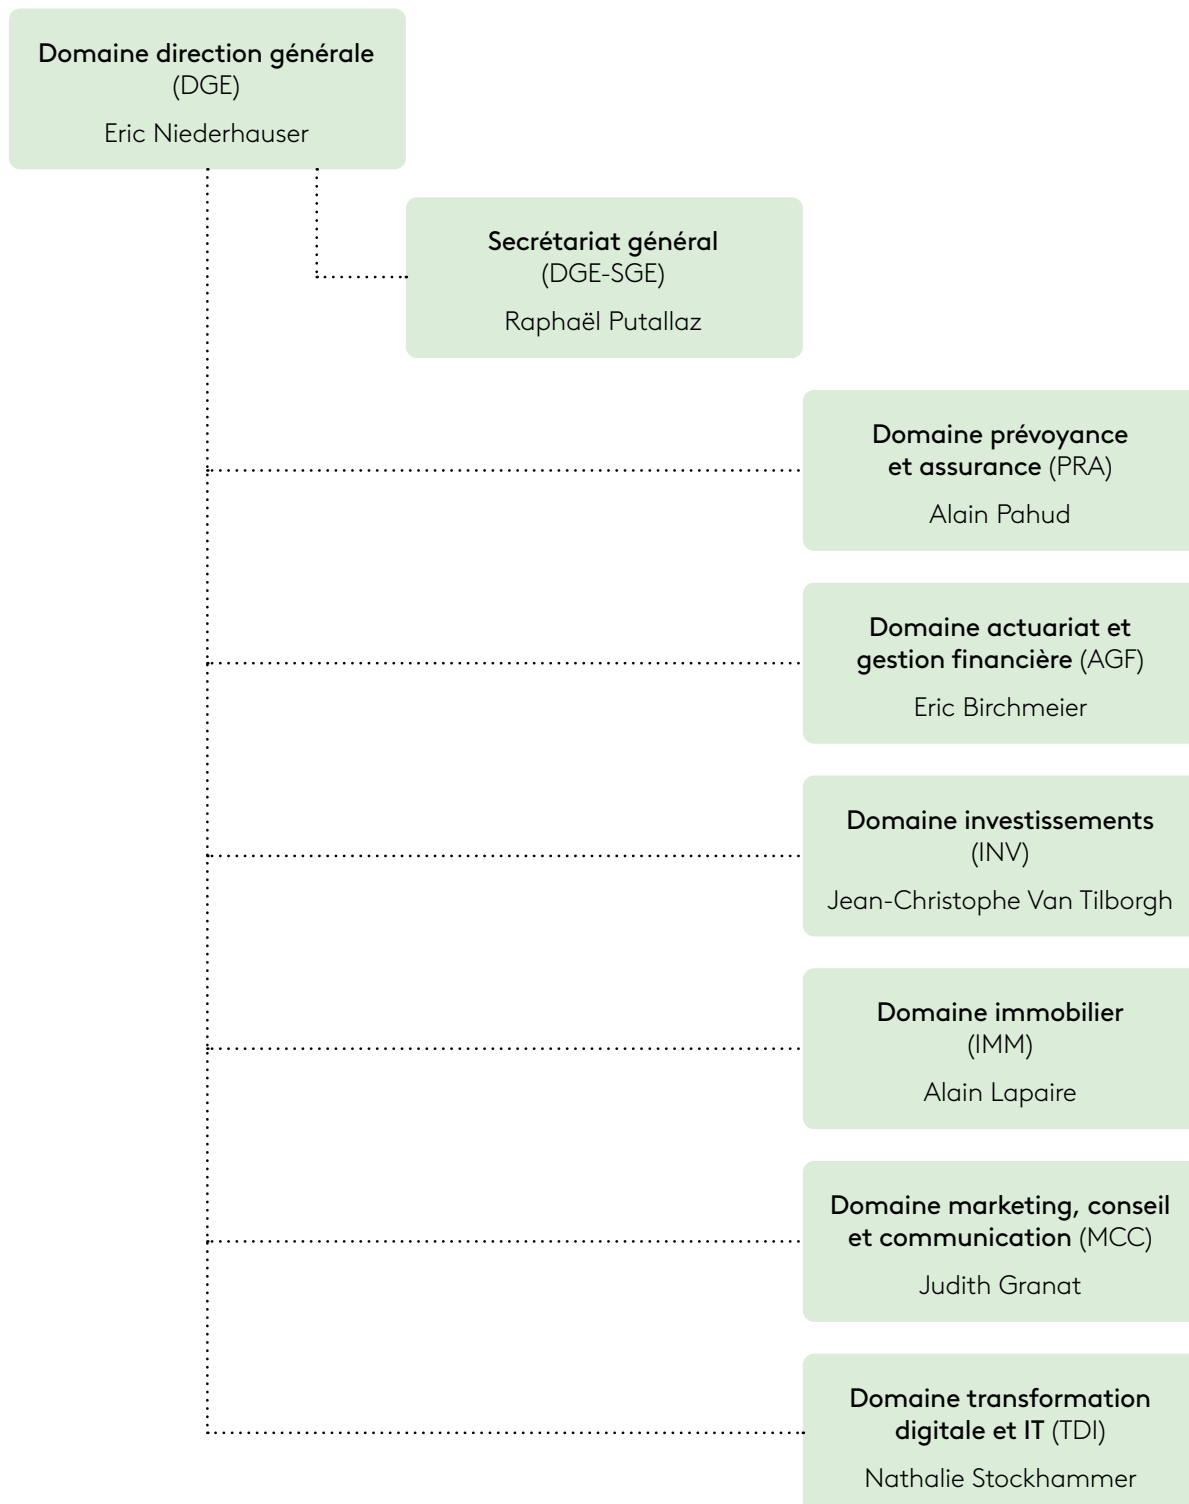 Domaine direction générale
(DGE)
Eric Niederhauser
Secrétariat général
(DGE-SGE)
Raphaël Putallaz
Domaine prévoyance
et assurance (PRA)
Alain Pahud
Domaine actuariat et
gestion financière (AGF)
Eric Birchmeier
Domaine investissements
(INV)
Jean-Christophe Van Tilborgh
Domaine immobilier
(IMM)
Alain Lapaire
Domaine marketing, conseil
et communication (MCC)
Judith Granat
Domaine transformation
digitale et IT (TDI)
Nathalie Stockhammer